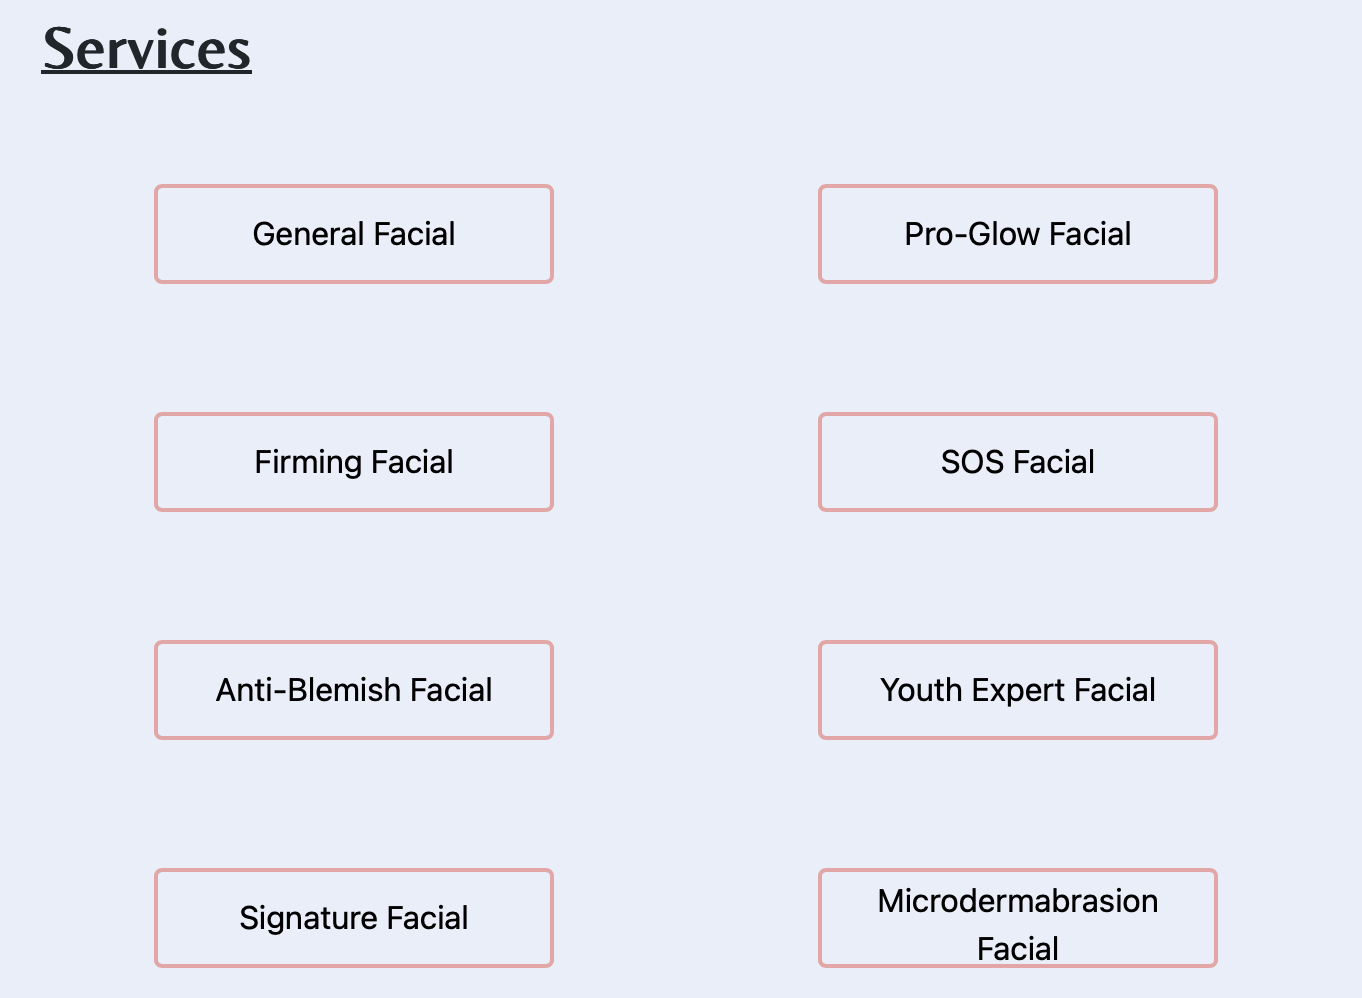 Services
General Facial
Pro-Glow Facial
Firming Facial
SOS Facial
Anti-Blemish Facial
Youth Expert Facial
Signature Facial
Microdermabrasion
Facial